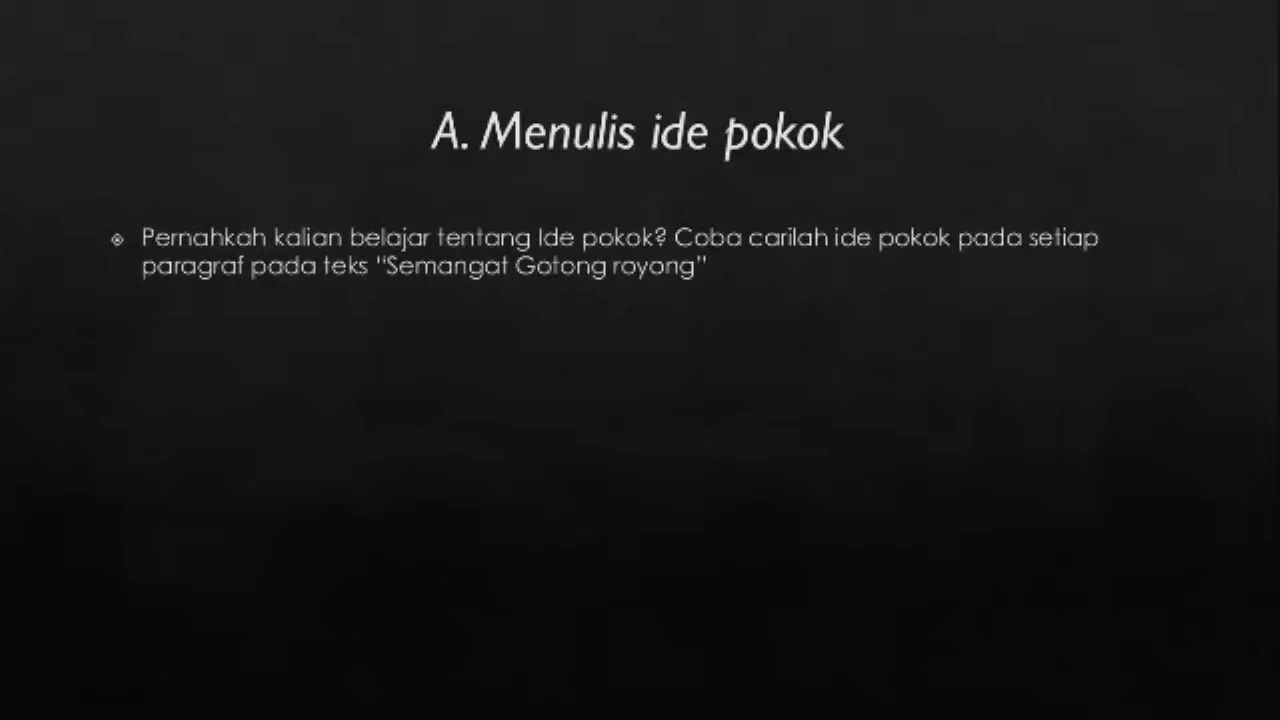 A. Menulis ide pokok
Pernahkah kalian belajar tentang Ide pokok? Coba carilah ide pokok pada setiap
paragraf pada teks “Semangat Gotong royong”